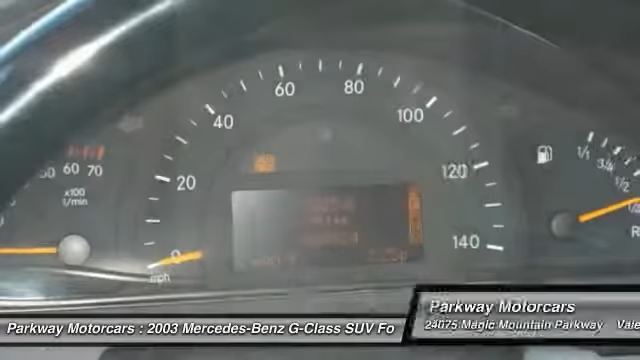 60 80
40 100
20 120
0 140
mph
60 70
x100
l/min
1/1
3/4
1/2
R
Parkway Motorcars
24075 Magic Mountain Parkway Vale
Parkway Motorcars : 2003 Mercedes-Benz G-Class SUV Fo